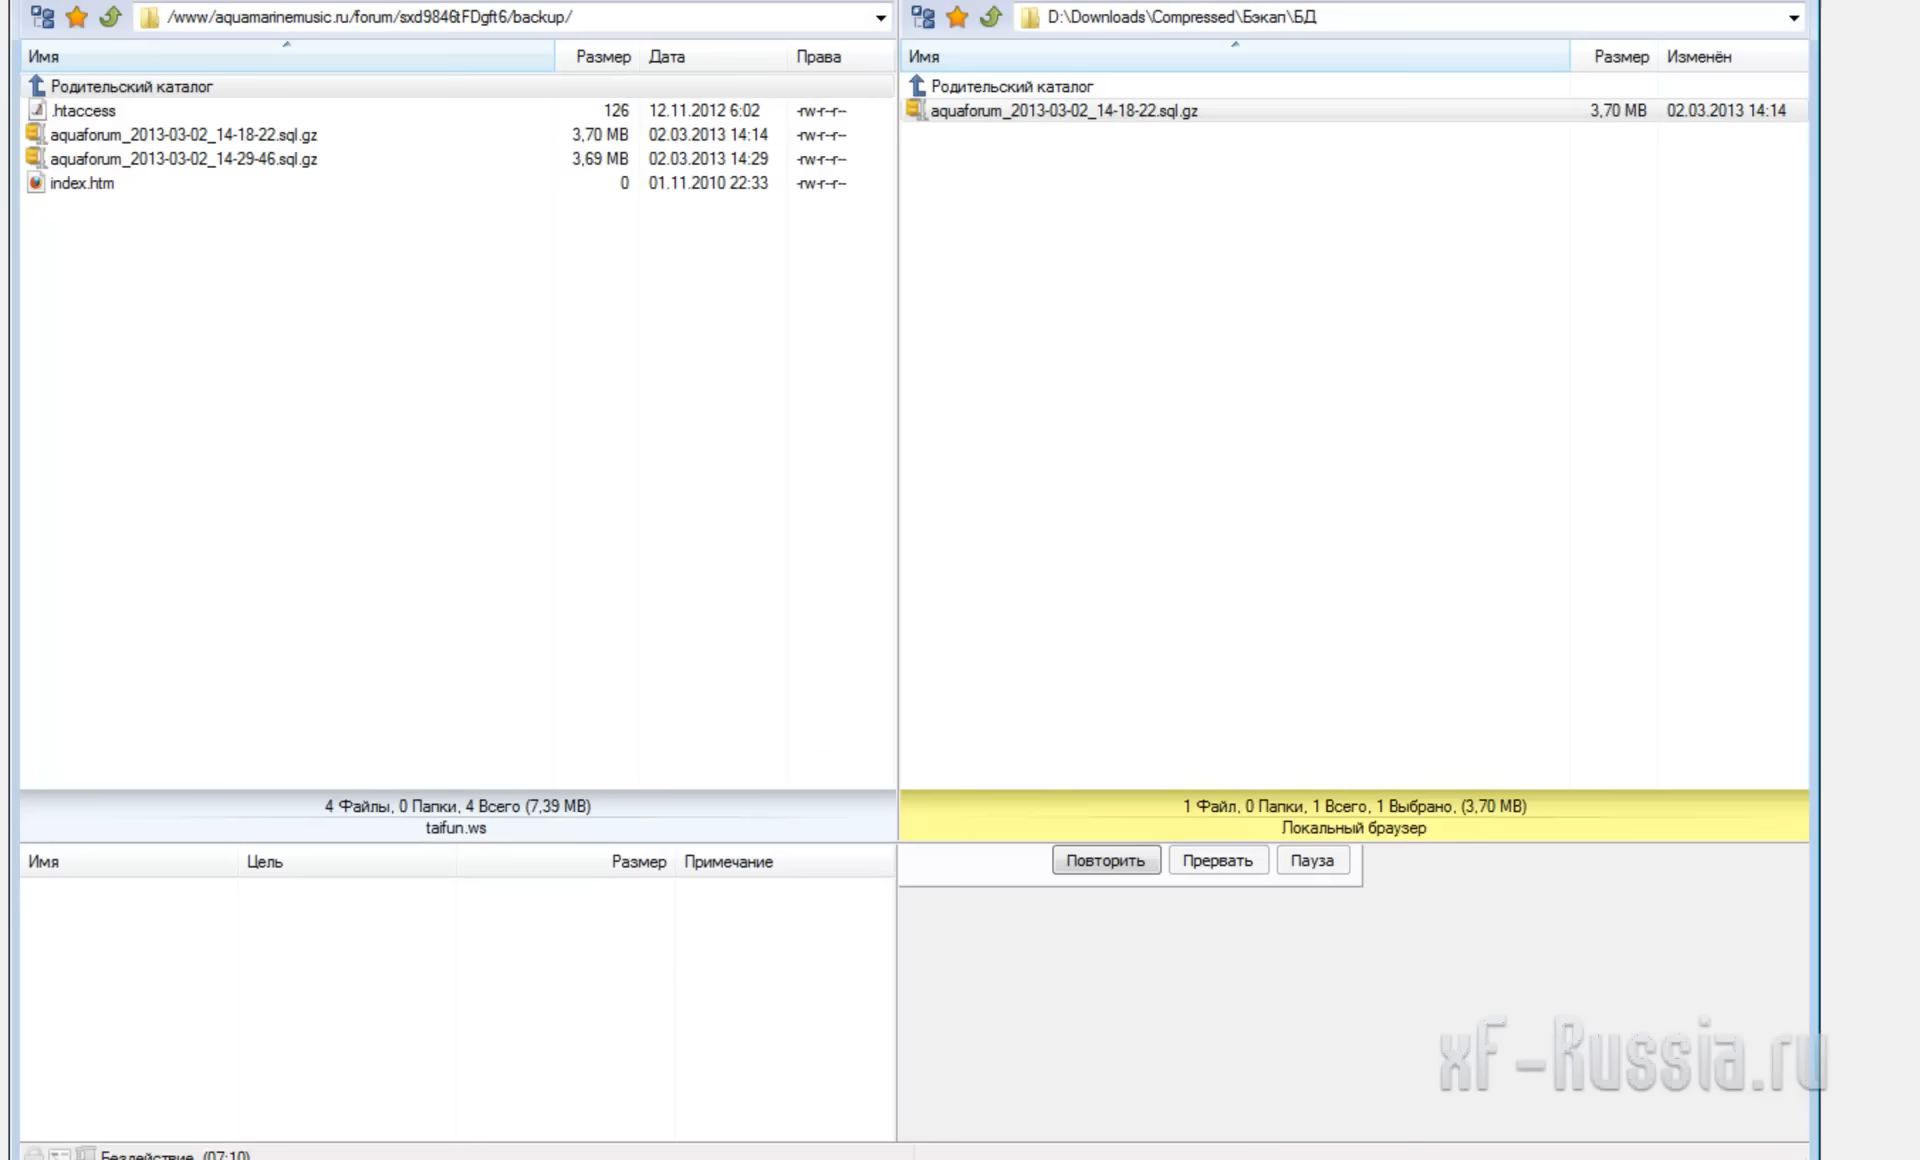 /www/aquamarinemusic.ru/forum/sxd9846tFDgft6/backup/
Имя Размер Дата Права
Родительский каталог
.htaccess 126 12.11.2012 6:02 -rw-r--r--
aquaforum_2013-03-02_14-18-22.sql.gz 3,70 MB 02.03.2013 14:14 -rw-r--r--
aquaforum_2013-03-02_14-29-46.sql.gz 3,69 MB 02.03.2013 14:29 -rw-r--r--
index.htm 0 01.11.2010 22:33 -rw-r--r--
4 Файлы, 0 Папки, 4 Всего (7,39 MB)
taifun.ws
D:\Downloads\Compressed\Бэкап\БД
Имя Размер Изменён
Родительский каталог
aquaforum_2013-03-02_14-18-22.sql.gz 3,70 MB 02.03.2013 14:14
1 Файл, 0 Папки, 1 Всего, 1 Выбрано, (3,70 MB)
Локальный браузер
Имя Цель Размер Примечание
Повторить Прервать Пауза
xF-Russia.ru
Бездействие. (07:10)